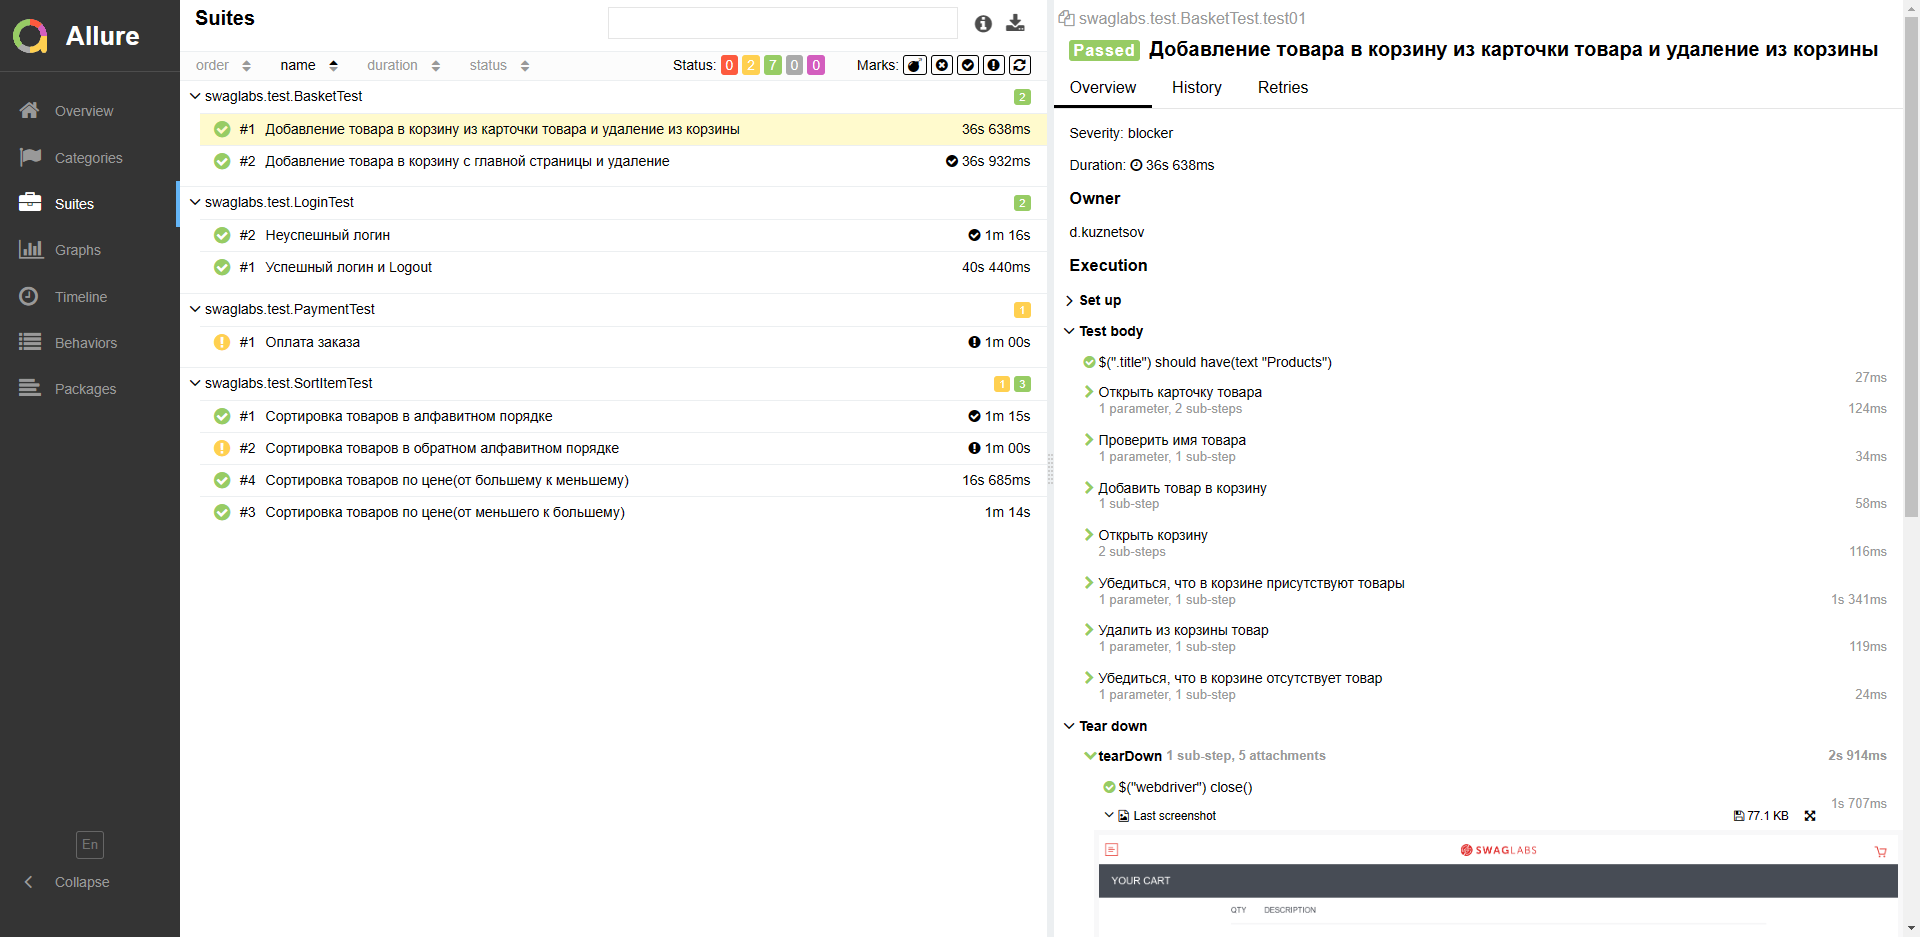 Allure
Overview
Categories
Suites
Graphs
Timeline
Behaviors
Packages
En
Collapse
Suites
order name duration status Status: 0 2 7 0 0 Marks:
swaglabs.test.BasketTest 2
#1 Добавление товара в корзину из карточки товара и удаление из корзины 36s 638ms
#2 Добавление товара в корзину с главной страницы и удаление 36s 932ms
swaglabs.test.LoginTest 2
#2 Неуспешный логин 1m 16s
#1 Успешный логин и Logout 40s 440ms
swaglabs.test.PaymentTest 1
#1 Оплата заказа 1m 00s
swaglabs.test.SortItemTest 1 3
#1 Сортировка товаров в алфавитном порядке 1m 15s
#2 Сортировка товаров в обратном алфавитном порядке 1m 00s
#4 Сортировка товаров по цене(от большему к меньшему) 16s 685ms
#3 Сортировка товаров по цене(от меньшего к большему) 1m 14s
swaglabs.test.BasketTest.test01
Passed Добавление товара в корзину из карточки товара и удаление из корзины
Overview History Retries
Severity: blocker
Duration: 36s 638ms
Owner
d.kuznetsov
Execution
Set up
Test body
$(".title") should have(text "Products")
27ms
Открыть карточку товара
1 parameter, 2 sub-steps 124ms
Проверить имя товара
1 parameter, 1 sub-step 34ms
Добавить товар в корзину
1 sub-step 58ms
Открыть корзину
2 sub-steps 116ms
Убедиться, что в корзине присутствуют товары
1 parameter, 1 sub-step 1s 341ms
Удалить из корзины товар
1 parameter, 1 sub-step 119ms
Убедиться, что в корзине отсутствует товар
1 parameter, 1 sub-step 24ms
Tear down
tearDown 1 sub-step, 5 attachments 2s 914ms
$("webdriver") close()
1s 707ms
Last screenshot 77.1 KB
SWAGLABS
YOUR CART
QTY DESCRIPTION